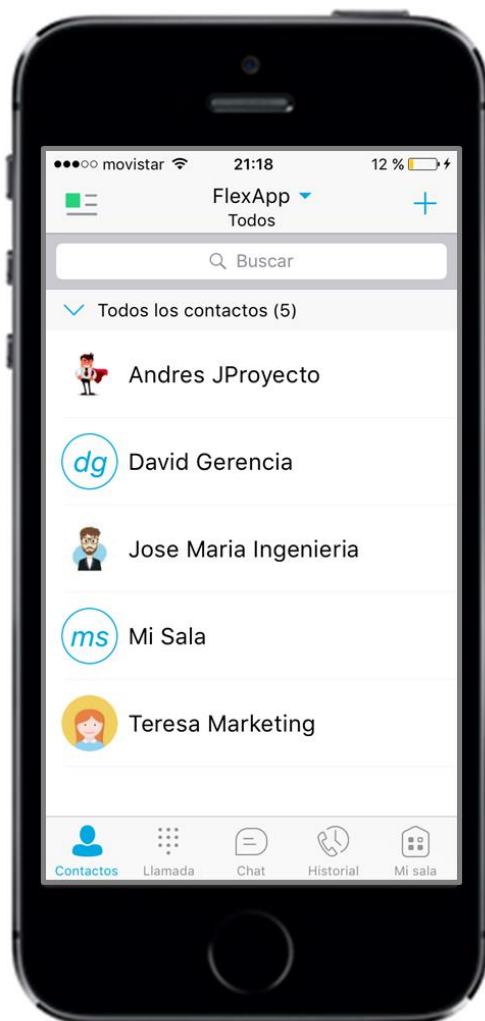 movistar 21:18 12 %
FlexApp
Todos
Buscar
Todos los contactos (5)
Andres JProyecto
dg David Gerencia
Jose Maria Ingenieria
ms Mi Sala
Teresa Marketing
Contactos Llamada Chat Historial Mi sala